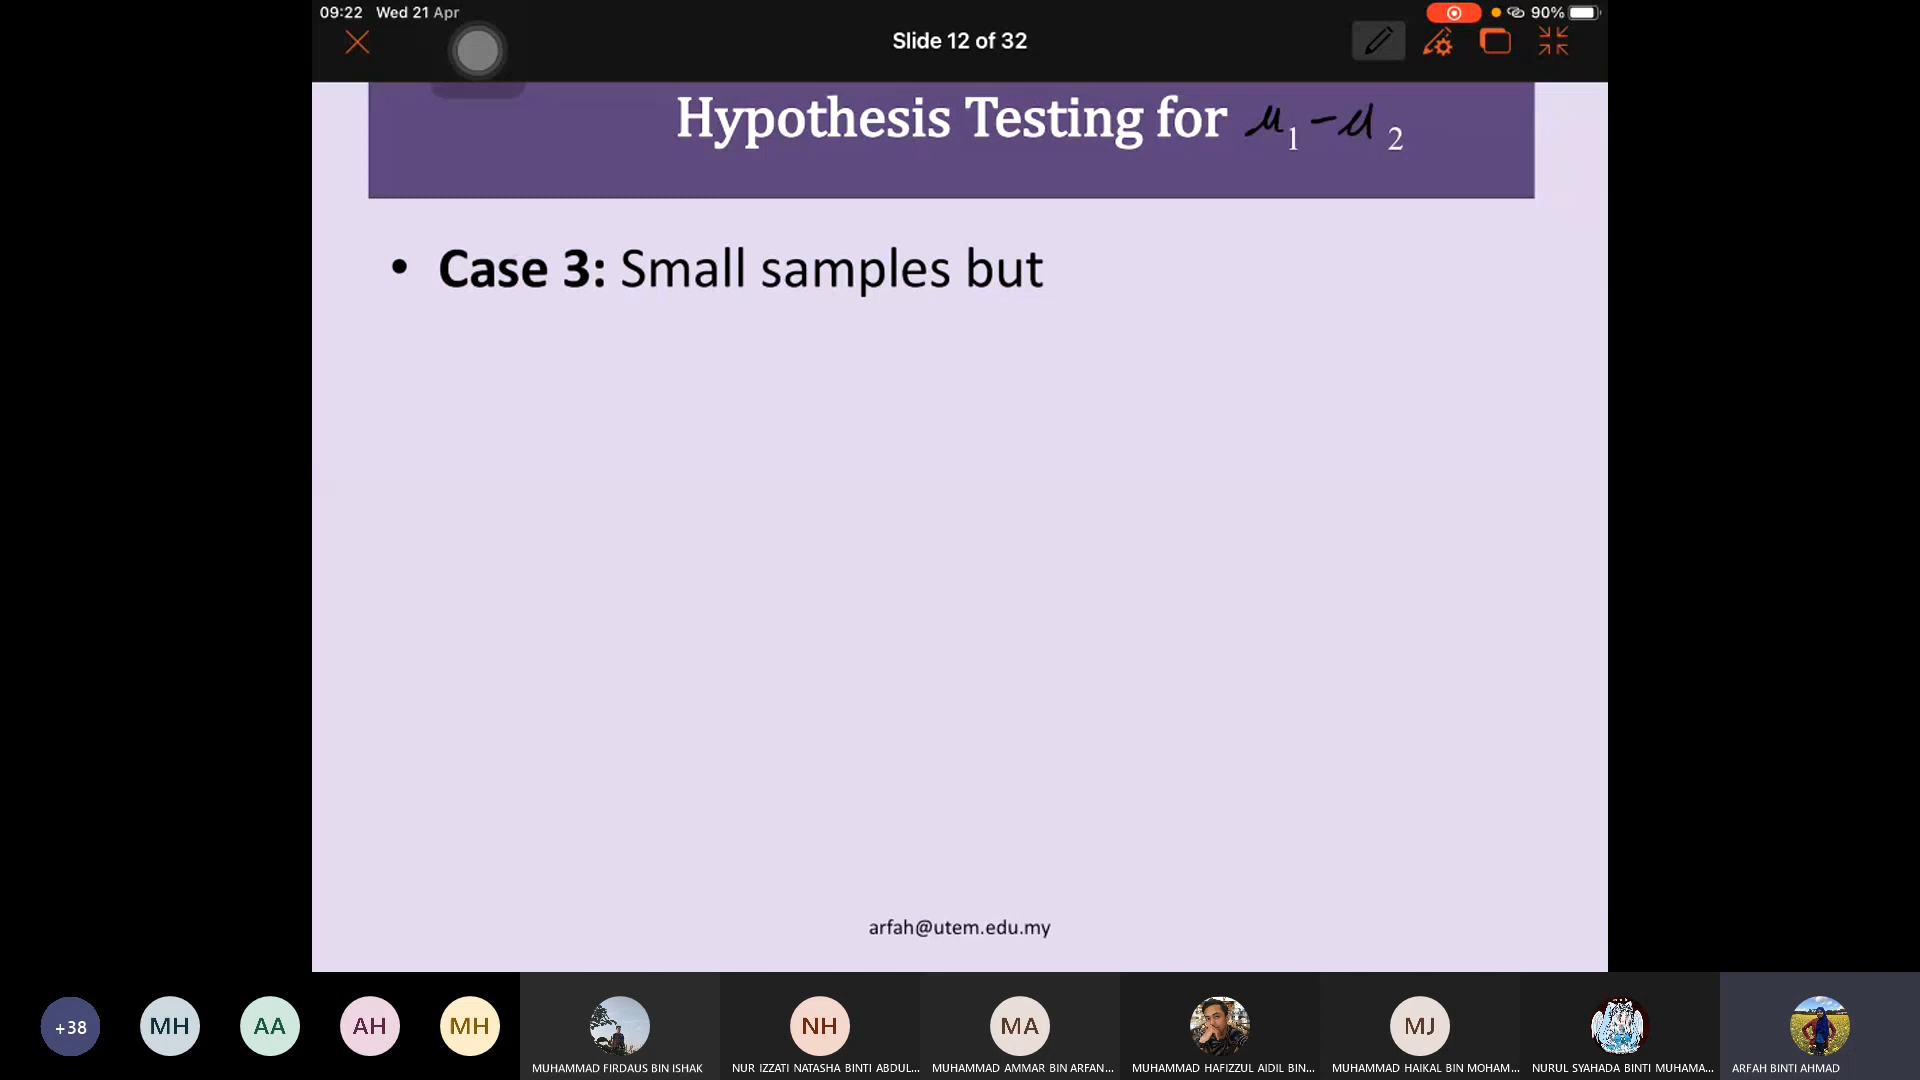 09:22 Wed 21 Apr
90%
Slide 12 of 32
Hypothesis Testing for μ₁ − μ ₂
• Case 3: Small samples but
arfah@utem.edu.my
+38
MH
AA
AH
MH
NH
MA
MJ
MUHAMMAD FIRDAUS BIN ISHAK
NUR IZZATI NATASHA BINTI ABDUL...
MUHAMMAD AMMAR BIN ARFAN...
MUHAMMAD HAFIZZUL AIDIL BIN...
MUHAMMAD HAIKAL BIN MOHAM...
NURUL SYAHADA BINTI MUHAMA...
ARFAH BINTI AHMAD